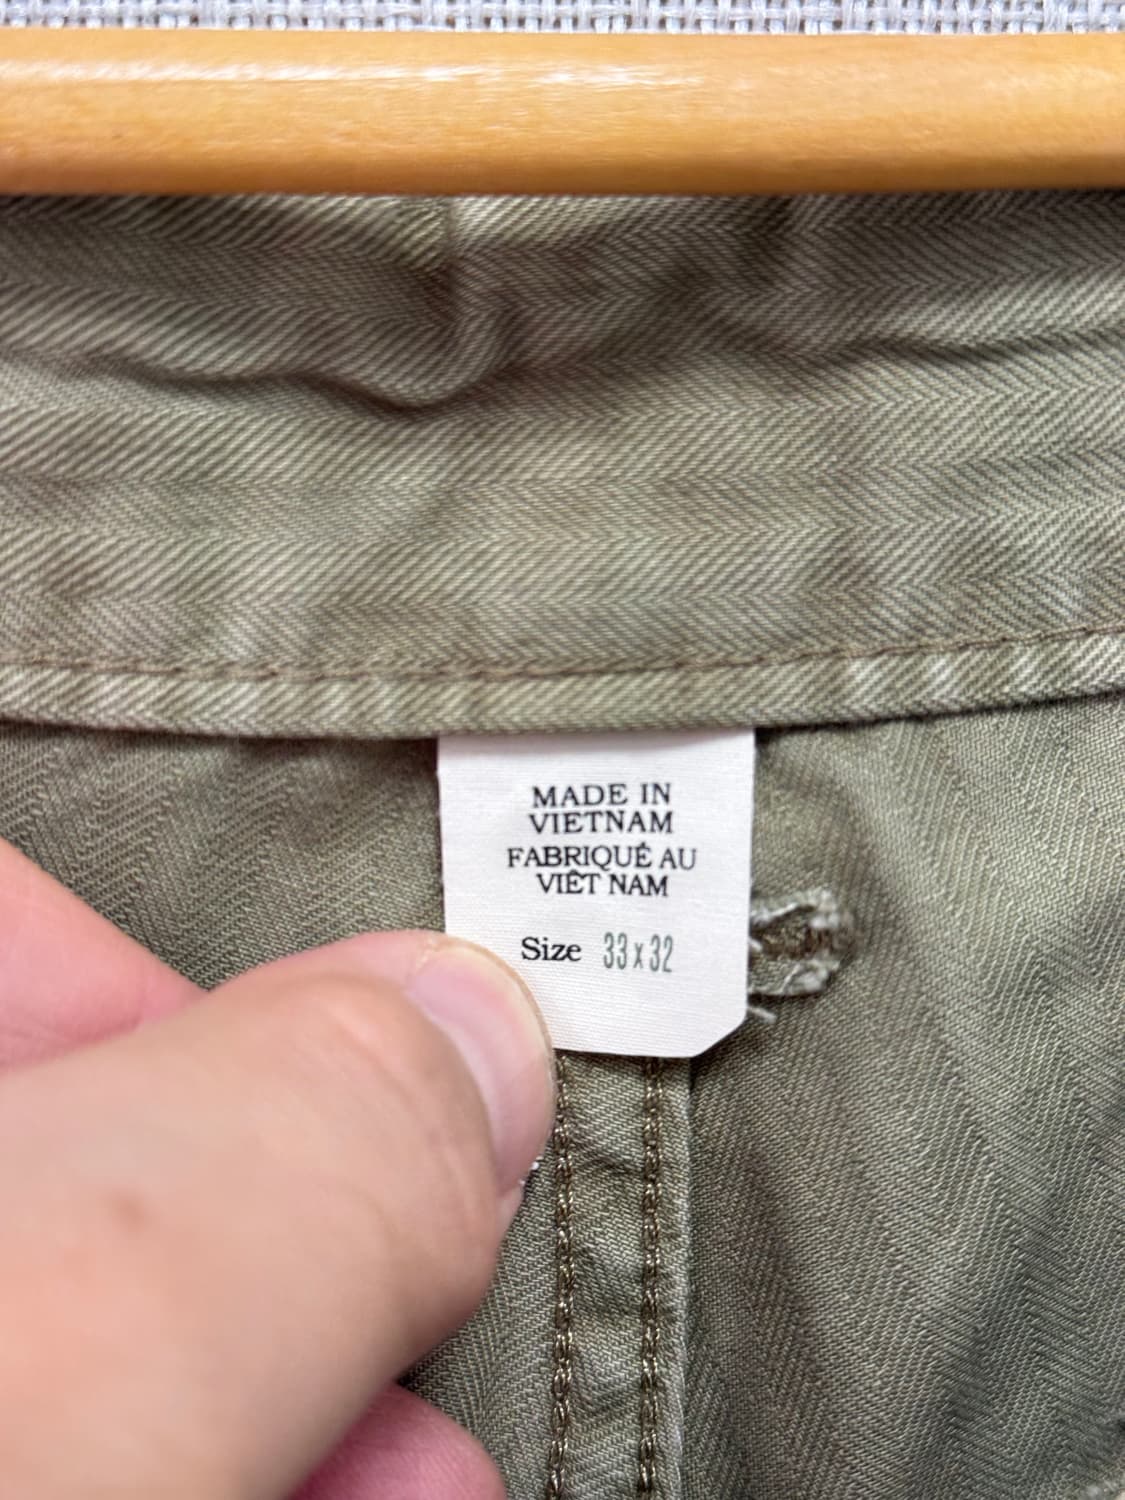 MADE IN
VIETNAM
FABRIQUÉ AU
VIÊT NAM
Size 33 x 32